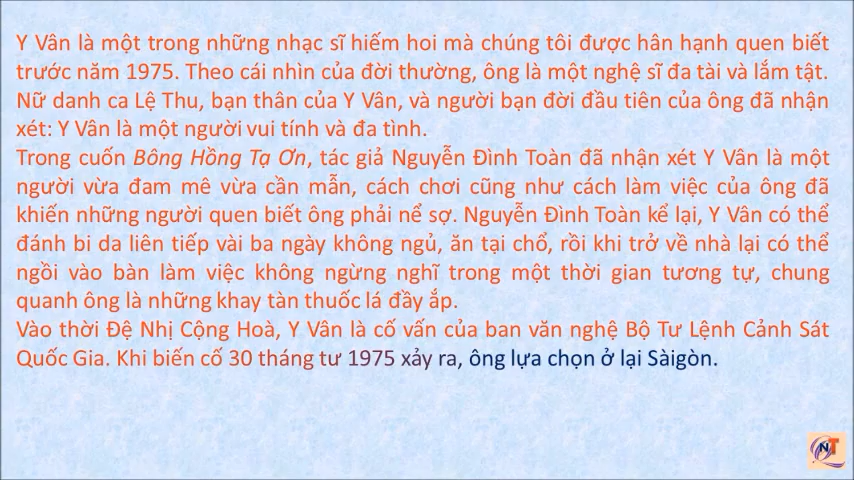 Y Vân là một trong những nhạc sĩ hiếm hoi mà chúng tôi được hân hạnh quen biết
trước năm 1975. Theo cái nhìn của đời thường, ông là một nghệ sĩ đa tài và lắm tật.
Nữ danh ca Lệ Thu, bạn thân của Y Vân, và người bạn đời đầu tiên của ông đã nhận
xét: Y Vân là một người vui tính và đa tình.
Trong cuốn Bông Hồng Tạ Ơn, tác giả Nguyễn Đình Toàn đã nhận xét Y Vân là một
người vừa đam mê vừa cần mẫn, cách chơi cũng như cách làm việc của ông đã
khiến những người quen biết ông phải nể sợ. Nguyễn Đình Toàn kể lại, Y Vân có thể
đánh bi da liên tiếp vài ba ngày không ngủ, ăn tại chổ, rồi khi trở về nhà lại có thể
ngồi vào bàn làm việc không ngừng nghĩ trong một thời gian tương tự, chung
quanh ông là những khay tàn thuốc lá đầy ắp.
Vào thời Đệ Nhị Cộng Hoà, Y Vân là cố vấn của ban văn nghệ Bộ Tư Lệnh Cảnh Sát
Quốc Gia. Khi biến cố 30 tháng tư 1975 xảy ra, ông lựa chọn ở lại Sàigòn.
NT